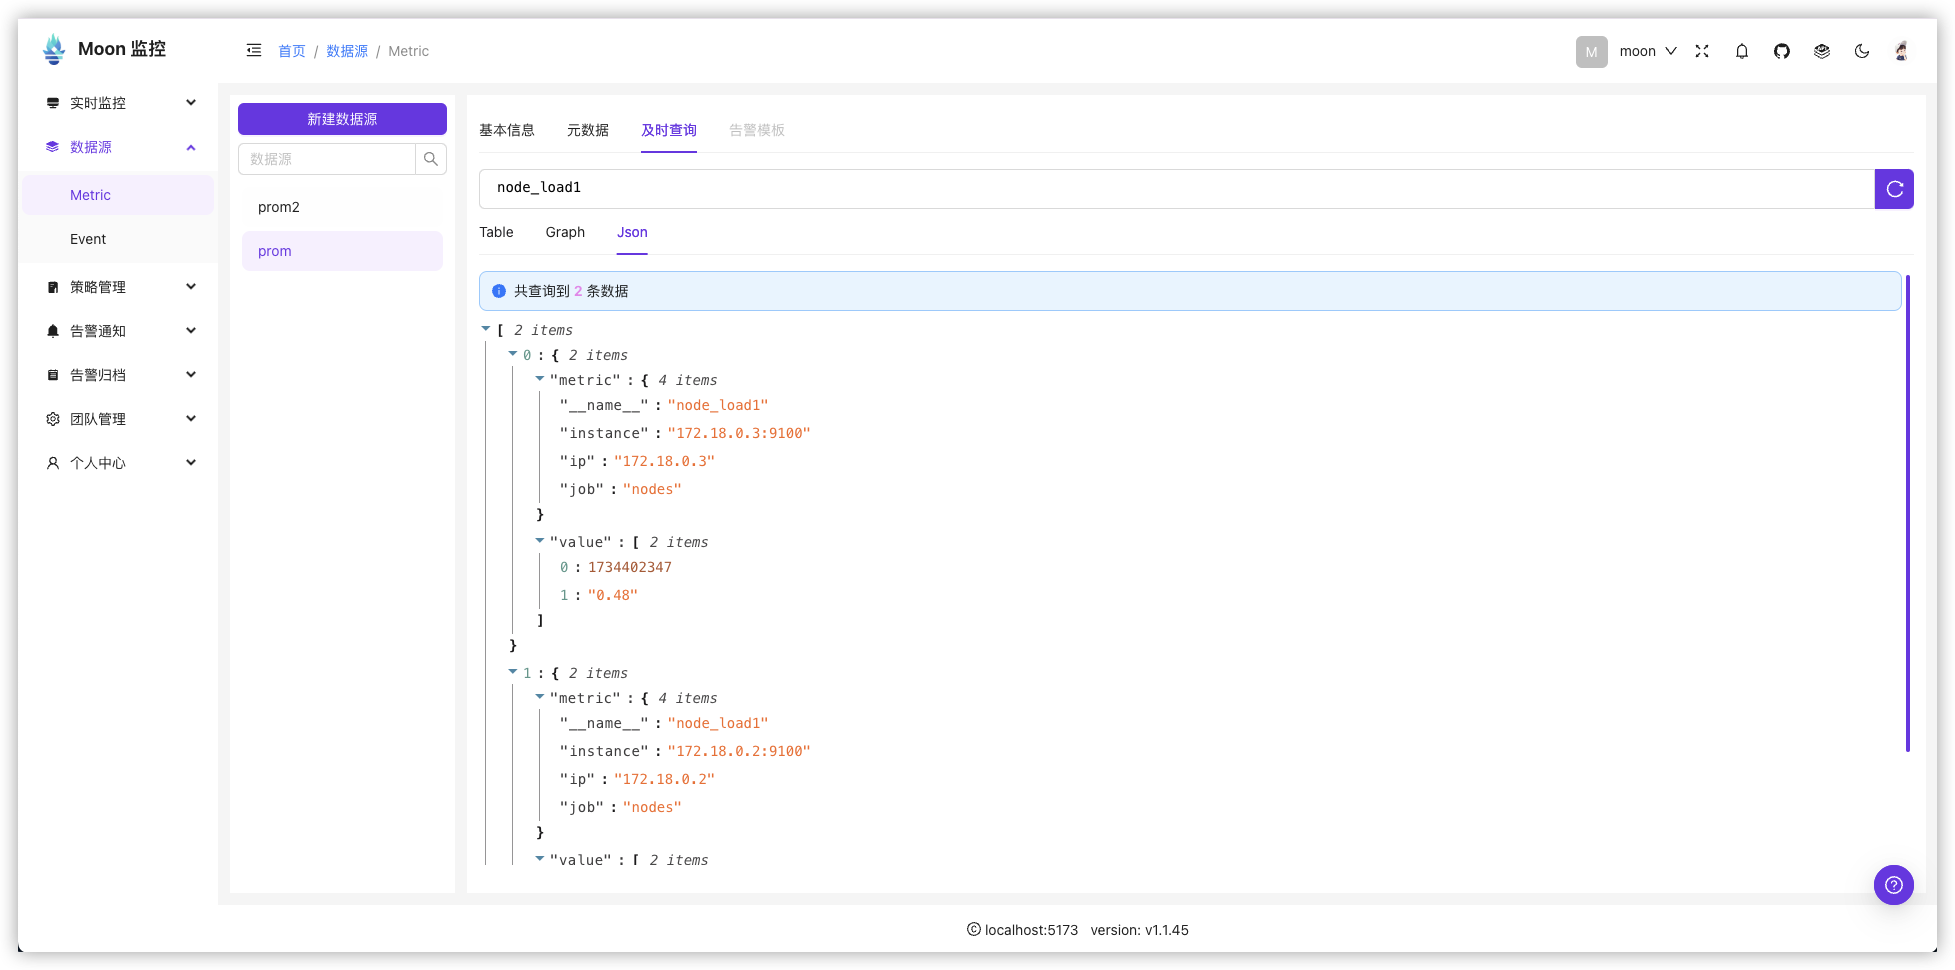 Moon 监控
首页 / 数据源 / Metric
M moon
实时监控
数据源
Metric
Event
策略管理
告警通知
告警归档
团队管理
个人中心
新建数据源
数据源
prom2
prom
基本信息 元数据 及时查询 告警模板
node_load1
Table Graph Json
共查询到 2 条数据
[ 2 items
0 : { 2 items
"metric" : { 4 items
"__name__" : "node_load1"
"instance" : "172.18.0.3:9100"
"ip" : "172.18.0.3"
"job" : "nodes"
}
"value" : [ 2 items
0 : 1734402347
1 : "0.48"
]
}
1 : { 2 items
"metric" : { 4 items
"__name__" : "node_load1"
"instance" : "172.18.0.2:9100"
"ip" : "172.18.0.2"
"job" : "nodes"
}
"value" : [ 2 items
© localhost:5173 version: v1.1.45